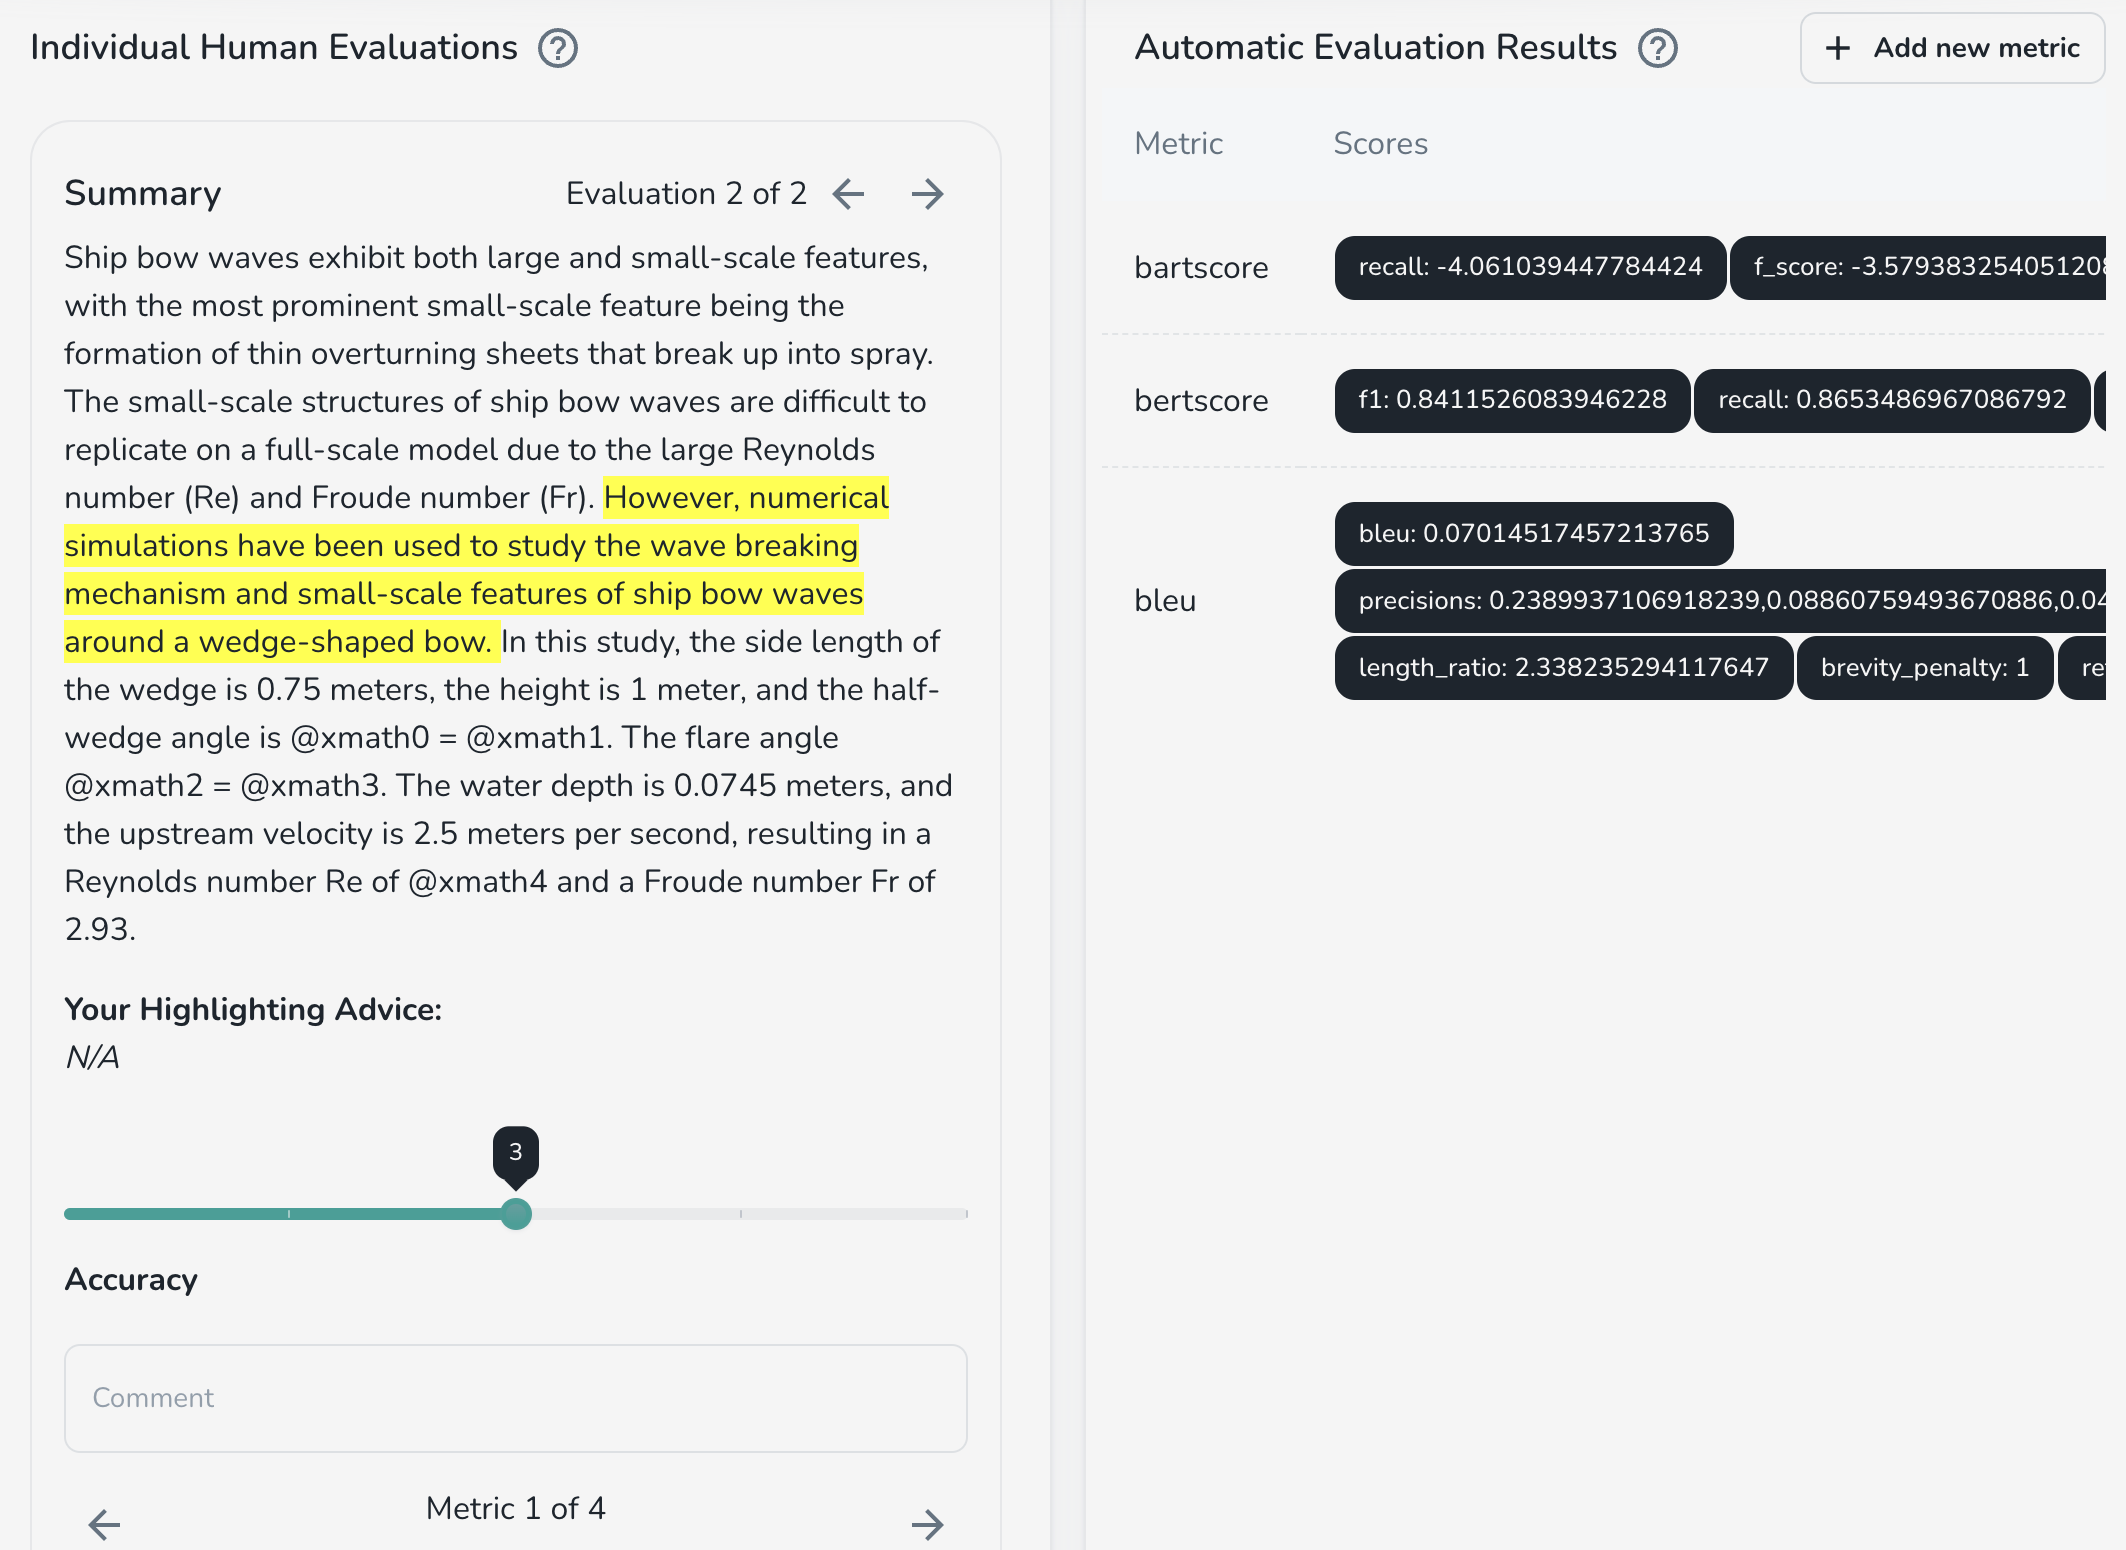 Individual Human Evaluations
Summary
Evaluation 2 of 2
Ship bow waves exhibit both large and small-scale features,
with the most prominent small-scale feature being the
formation of thin overturning sheets that break up into spray.
The small-scale structures of ship bow waves are difficult to
replicate on a full-scale model due to the large Reynolds
number (Re) and Froude number (Fr). However, numerical
simulations have been used to study the wave breaking
mechanism and small-scale features of ship bow waves
around a wedge-shaped bow. In this study, the side length of
the wedge is 0.75 meters, the height is 1 meter, and the half-
wedge angle is @xmath0 = @xmath1. The flare angle
@xmath2 = @xmath3. The water depth is 0.0745 meters, and
the upstream velocity is 2.5 meters per second, resulting in a
Reynolds number Re of @xmath4 and a Froude number Fr of
2.93.
Your Highlighting Advice:
N/A
3
Accuracy
Comment
Metric 1 of 4
Automatic Evaluation Results
+ Add new metric
Metric Scores
bartscore
recall: -4.061039447784424 f_score: -3.579383254051208
bertscore
f1: 0.8411526083946228 recall: 0.8653486967086792
bleu
bleu: 0.07014517457213765
precisions: 0.2389937106918239,0.08860759493670886,0.04
length_ratio: 2.338235294117647 brevity_penalty: 1